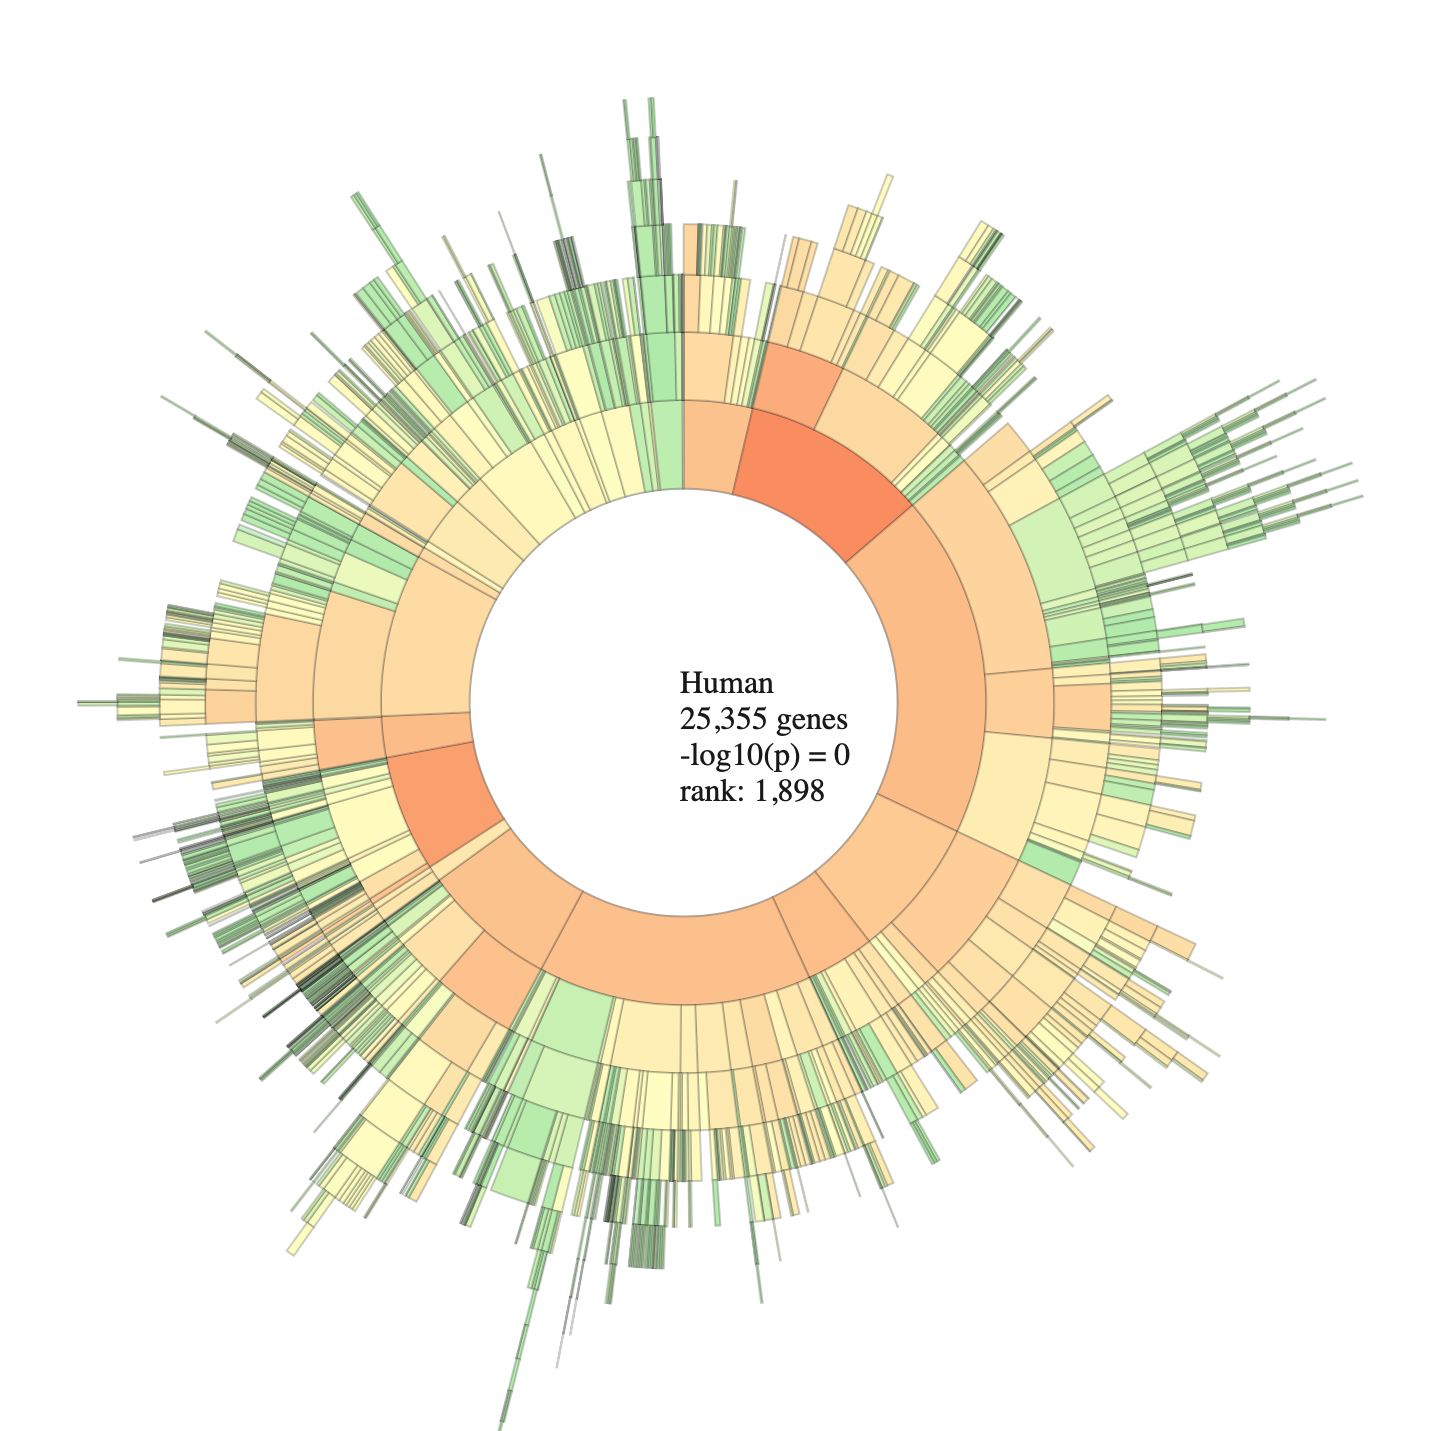 Human
25,355 genes
-log10(p) = 0
rank: 1,898